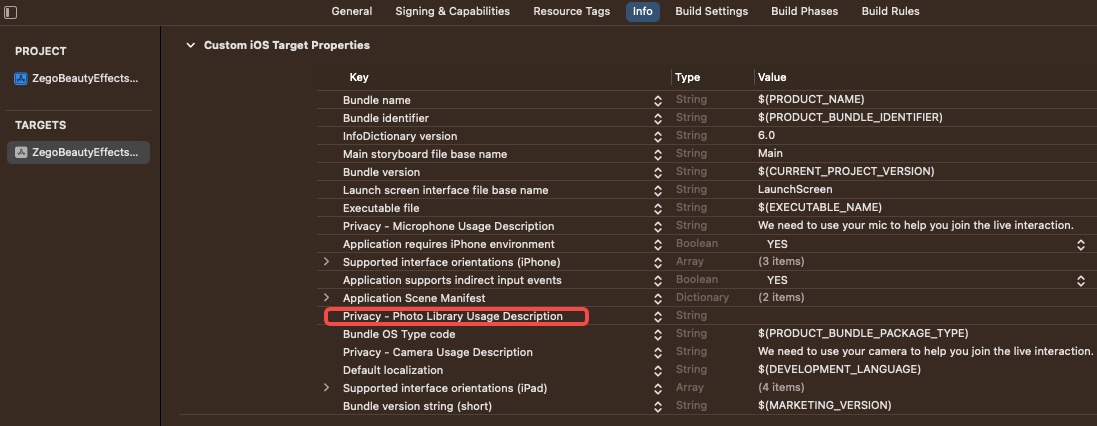 General Signing & Capabilities Resource Tags Info Build Settings Build Phases Build Rules
PROJECT
ZegoBeautyEffects...
TARGETS
ZegoBeautyEffects...
Custom iOS Target Properties
Key Type Value
Bundle name String $(PRODUCT_NAME)
Bundle identifier String $(PRODUCT_BUNDLE_IDENTIFIER)
InfoDictionary version String 6.0
Main storyboard file base name String Main
Bundle version String $(CURRENT_PROJECT_VERSION)
Launch screen interface file base name String LaunchScreen
Executable file String $(EXECUTABLE_NAME)
Privacy - Microphone Usage Description String We need to use your mic to help you join the live interaction.
Application requires iPhone environment Boolean YES
Supported interface orientations (iPhone) Array (3 items)
Application supports indirect input events Boolean YES
Application Scene Manifest Dictionary (2 items)
Privacy - Photo Library Usage Description String
Bundle OS Type code String $(PRODUCT_BUNDLE_PACKAGE_TYPE)
Privacy - Camera Usage Description String We need to use your camera to help you join the live interaction.
Default localization String $(DEVELOPMENT_LANGUAGE)
Supported interface orientations (iPad) Array (4 items)
Bundle version string (short) String $(MARKETING_VERSION)